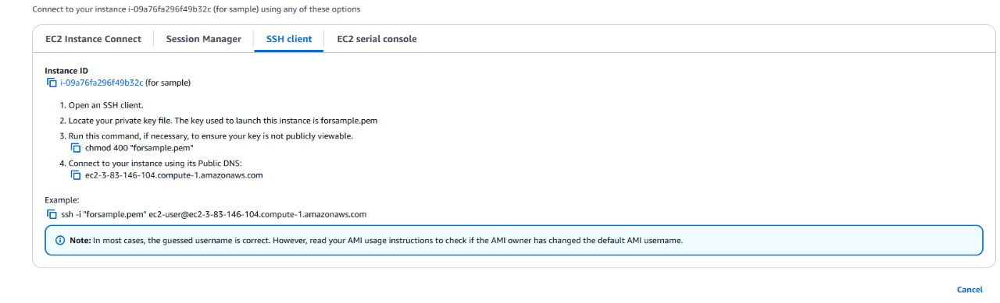 Connect to your instance i-09a76fa296f49b32c (for sample) using any of these options
EC2 Instance Connect
Session Manager
SSH client
EC2 serial console
Instance ID
i-09a76fa296f49b32c (for sample)
1. Open an SSH client.
2. Locate your private key file. The key used to launch this instance is forsample.pem
3. Run this command, if necessary, to ensure your key is not publicly viewable.
chmod 400 "forsample.pem"
4. Connect to your instance using its Public DNS:
ec2-3-83-146-104.compute-1.amazonaws.com
Example:
ssh -i "forsample.pem" ec2-user@ec2-3-83-146-104.compute-1.amazonaws.com
Note: In most cases, the guessed username is correct. However, read your AMI usage instructions to check if the AMI owner has changed the default AMI username.
Cancel